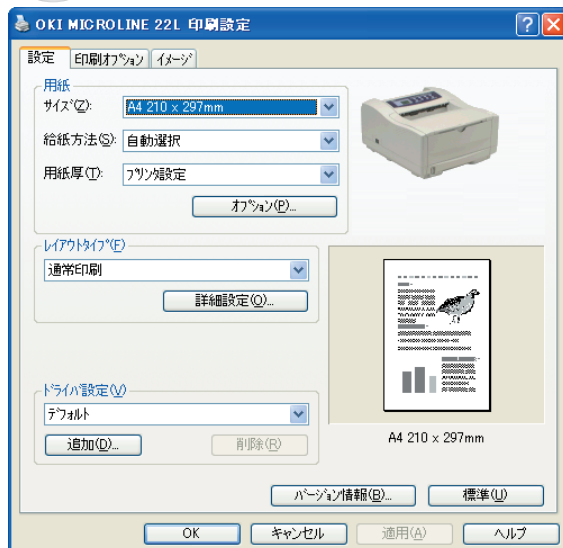 OKI MICROLINE 22L 印刷設定
設定 印刷オプション イメージ
用紙
サイズ(Z): A4 210 x 297mm
給紙方法(S): 自動選択
用紙厚(T): プリンタ設定
オプション(P)...
レイアウトタイプ(F)
通常印刷
詳細設定(O)...
ドライバ設定(V)
デフォルト
追加(D)... 削除(R)
A4 210 x 297mm
バージョン情報(B)... 標準(U)
OK キャンセル 適用(A) ヘルプ